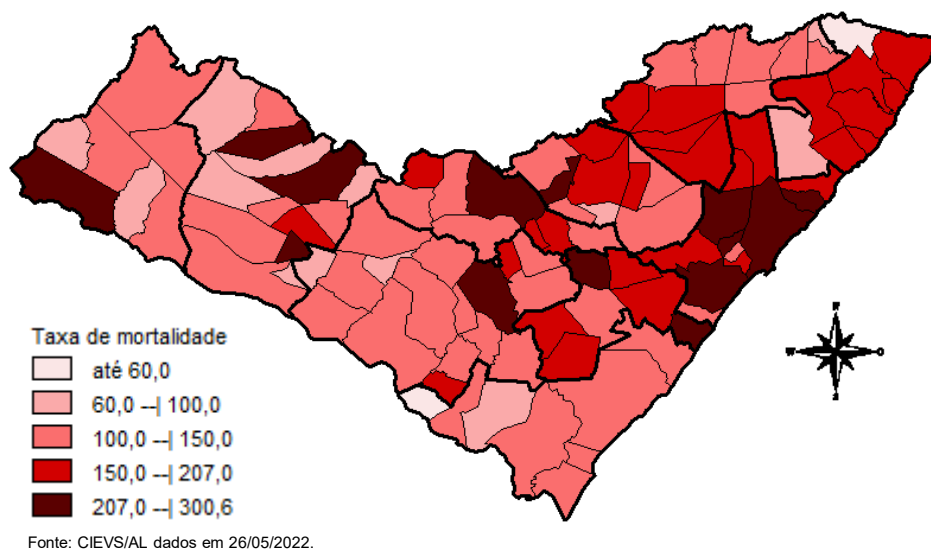 Taxa de mortalidade
até 60,0
60,0 --| 100,0
100,0 --| 150,0
150,0 --| 207,0
207,0 --| 300,6
Fonte: CIEVS/AL dados em 26/05/2022.